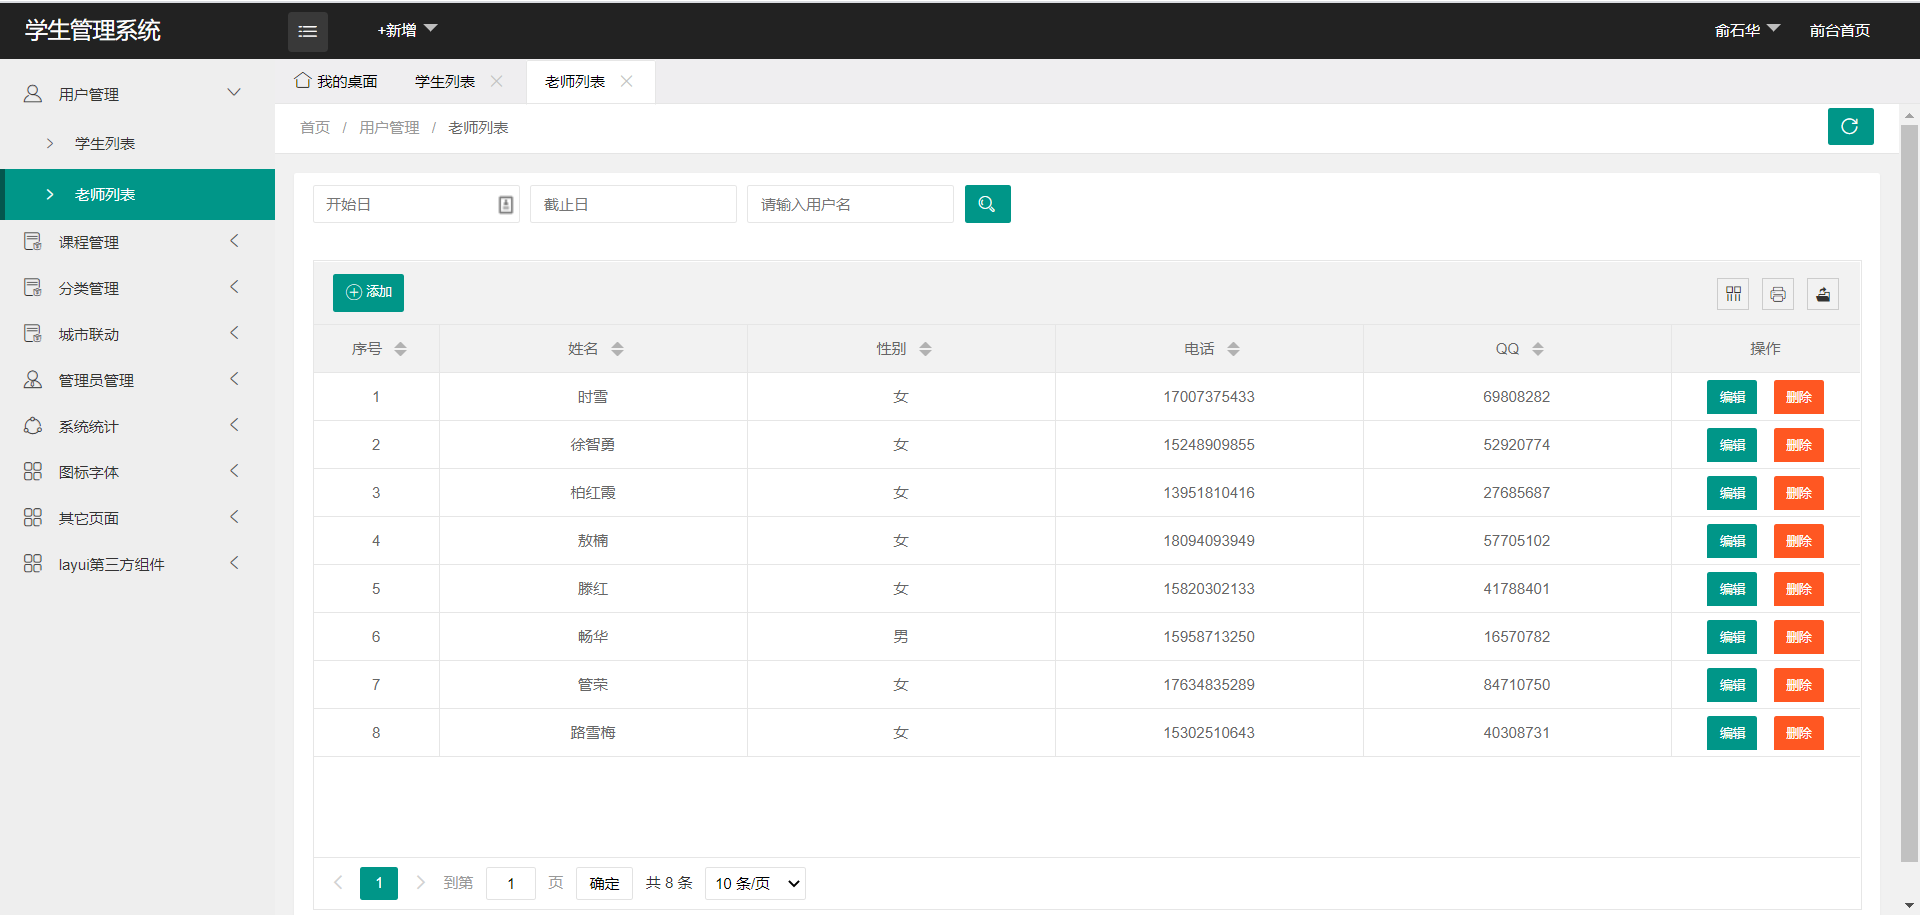 学生管理系统
+新增
俞石华
前台首页
用户管理
学生列表
老师列表
课程管理
分类管理
城市联动
管理员管理
系统统计
图标字体
其它页面
layui第三方组件
我的桌面 学生列表 老师列表
首页 / 用户管理 / 老师列表
开始日 截止日 请输入用户名
添加
序号 姓名 性别 电话 QQ 操作
1 时雪 女 17007375433 69808282 编辑 删除
2 徐智勇 女 15248909855 52920774 编辑 删除
3 柏红霞 女 13951810416 27685687 编辑 删除
4 敖楠 女 18094093949 57705102 编辑 删除
5 滕红 女 15820302133 41788401 编辑 删除
6 畅华 男 15958713250 16570782 编辑 删除
7 管荣 女 17634835289 84710750 编辑 删除
8 路雪梅 女 15302510643 40308731 编辑 删除
1 到第 1 页 确定 共 8 条 10 条/页